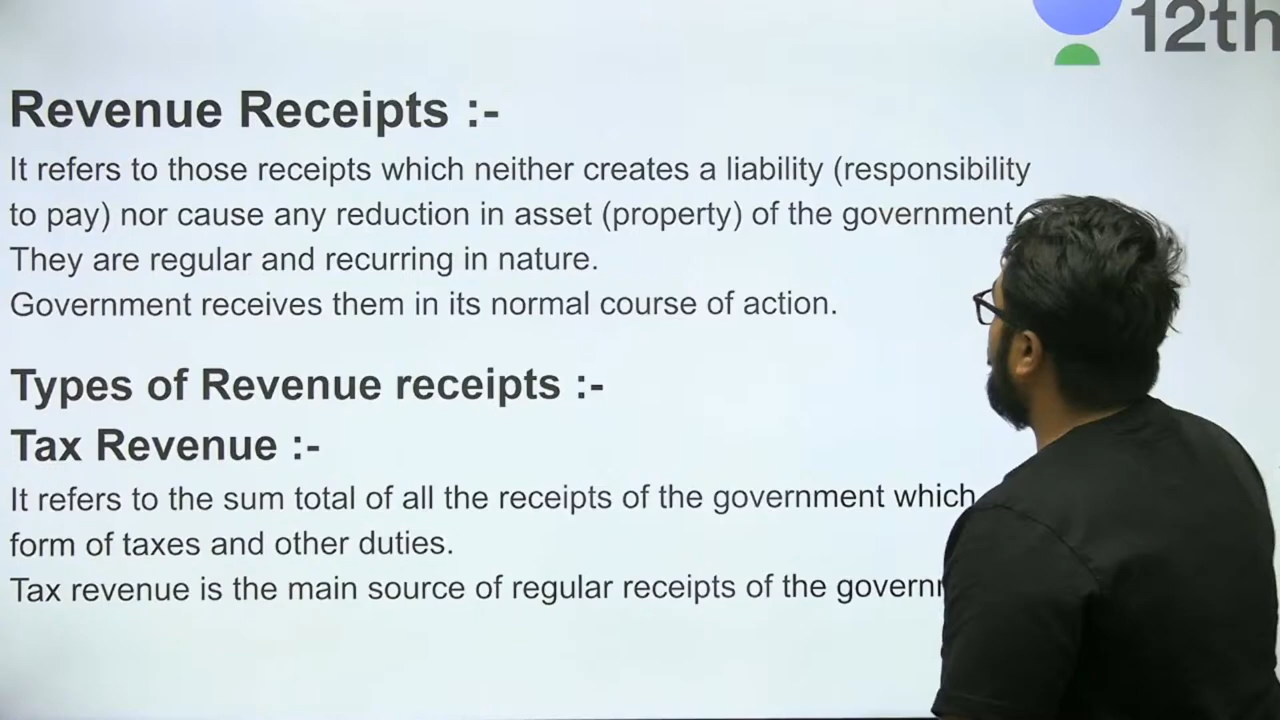 12th
Revenue Receipts :-
It refers to those receipts which neither creates a liability (responsibility
to pay) nor cause any reduction in asset (property) of the government
They are regular and recurring in nature.
Government receives them in its normal course of action.
Types of Revenue receipts :-
Tax Revenue :-
It refers to the sum total of all the receipts of the government which
form of taxes and other duties.
Tax revenue is the main source of regular receipts of the